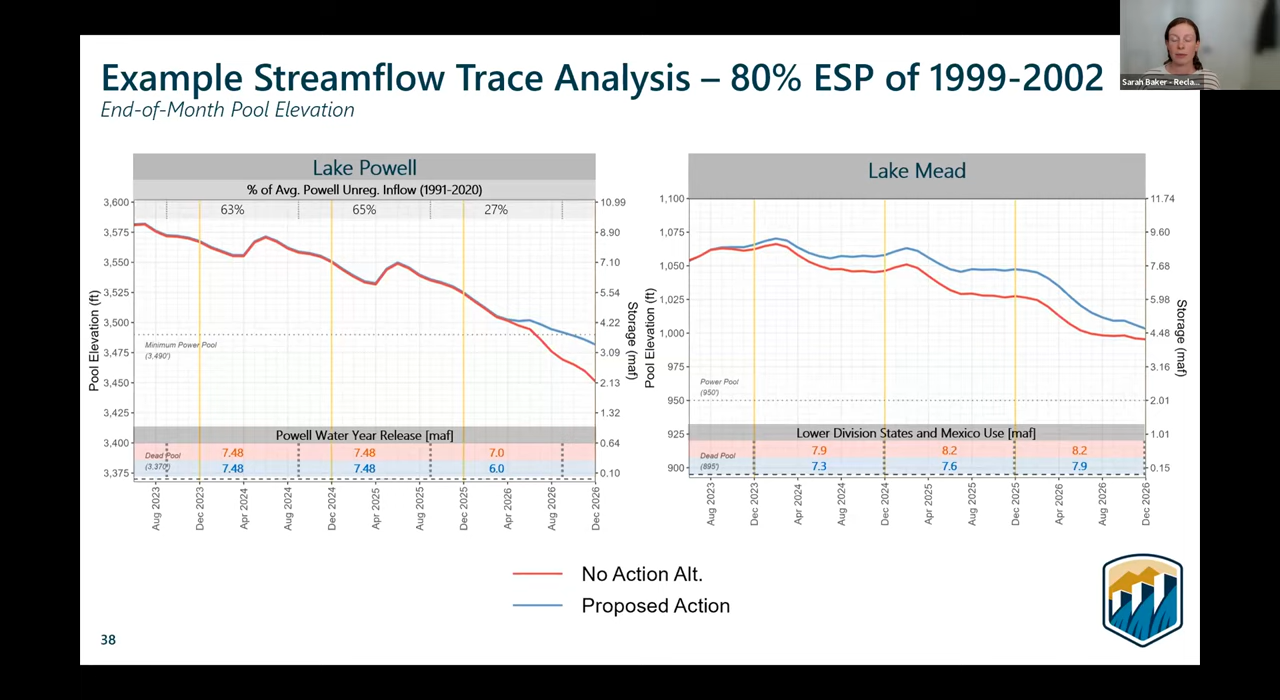 Sarah Baker - Recla...
Example Streamflow Trace Analysis – 80% ESP of 1999-2002
End-of-Month Pool Elevation
Lake Powell
% of Avg. Powell Unreg. Inflow (1991-2020)
63% 65% 27%
Pool Elevation (ft)
3,600
3,575
3,550
3,525
3,500
3,475
3,450
3,425
3,400
3,375
10.99
8.90
7.10
5.54
4.22
3.09
2.13
1.32
0.64
0.10
Storage (maf)
Minimum Power Pool
(3,490')
Powell Water Year Release [maf]
Dead Pool
(3,370')
7.48 7.48 7.0
7.48 7.48 6.0
Aug 2023
Dec 2023
Apr 2024
Aug 2024
Dec 2024
Apr 2025
Aug 2025
Dec 2025
Apr 2026
Aug 2026
Dec 2026
Lake Mead
Pool Elevation (ft)
1,100
1,075
1,050
1,025
1,000
975
950
925
900
11.74
9.60
7.68
5.98
4.48
3.16
2.01
1.01
0.15
Storage (maf)
Power Pool
(950')
Lower Division States and Mexico Use [maf]
Dead Pool
(895')
7.9 8.2 8.2
7.3 7.6 7.9
Aug 2023
Dec 2023
Apr 2024
Aug 2024
Dec 2024
Apr 2025
Aug 2025
Dec 2025
Apr 2026
Aug 2026
Dec 2026
No Action Alt.
Proposed Action
38